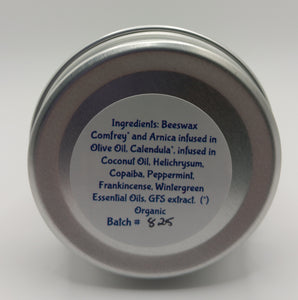 Ingredients: Beeswax
Comfrey* and Arnica infused in
Olive Oil, Calendula*, infused in
Coconut Oil, Helichrysum,
Copaiba, Peppermint,
Frankincense, Wintergreen
Essential Oils, GFS extract. (*)
Organic
Batch # 825